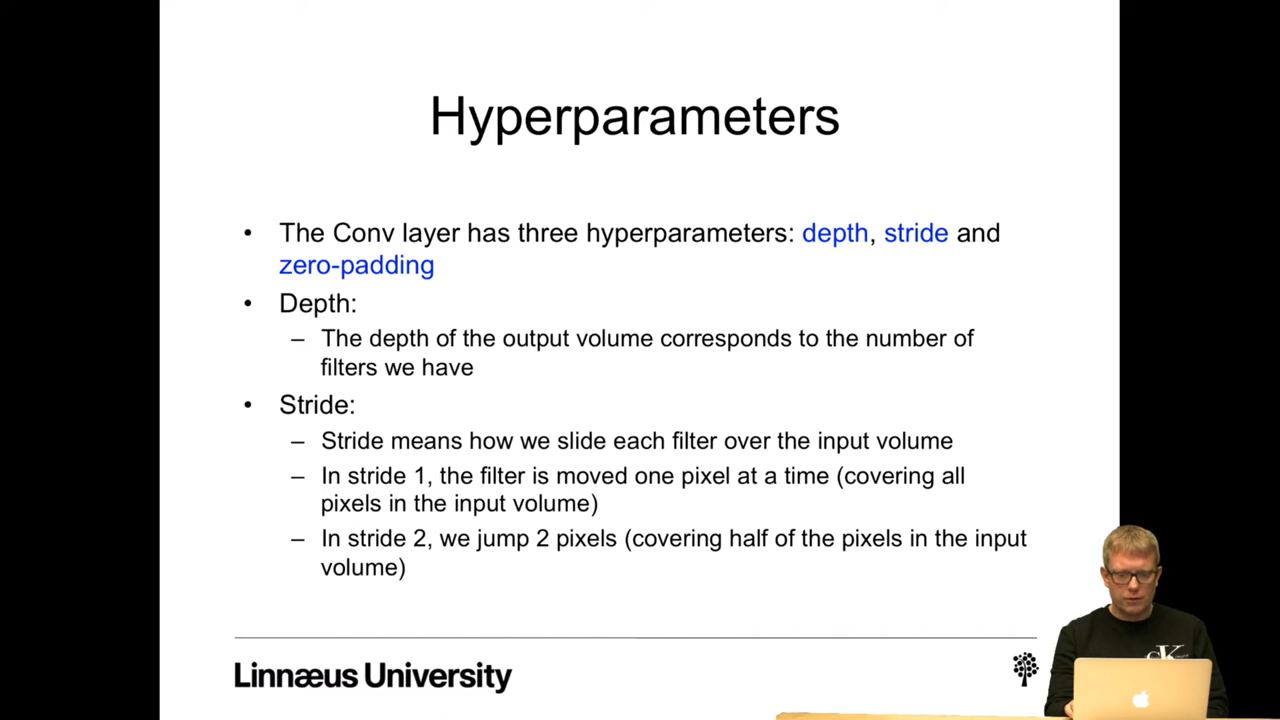 Hyperparameters
• The Conv layer has three hyperparameters: depth, stride and
zero-padding
• Depth:
– The depth of the output volume corresponds to the number of
filters we have
• Stride:
– Stride means how we slide each filter over the input volume
– In stride 1, the filter is moved one pixel at a time (covering all
pixels in the input volume)
– In stride 2, we jump 2 pixels (covering half of the pixels in the input
volume)
Linnæus University
CK